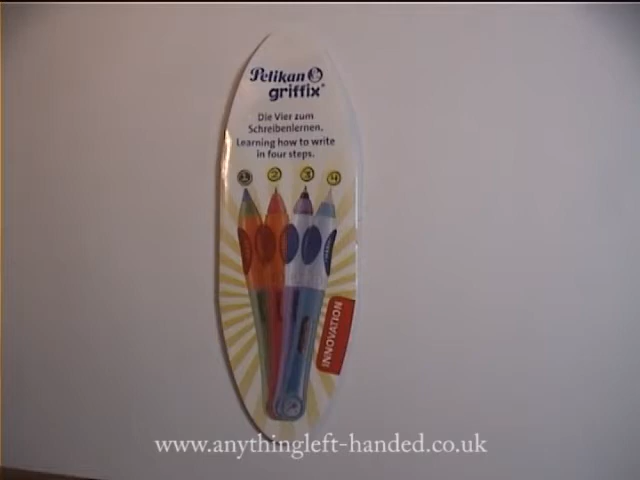 Pelikan
griffix®
Die Vier zum
Schreibenlernen.
Learning how to write
in four steps.
1 2 3 4
INNOVATION
www.anythingleft-handed.co.uk